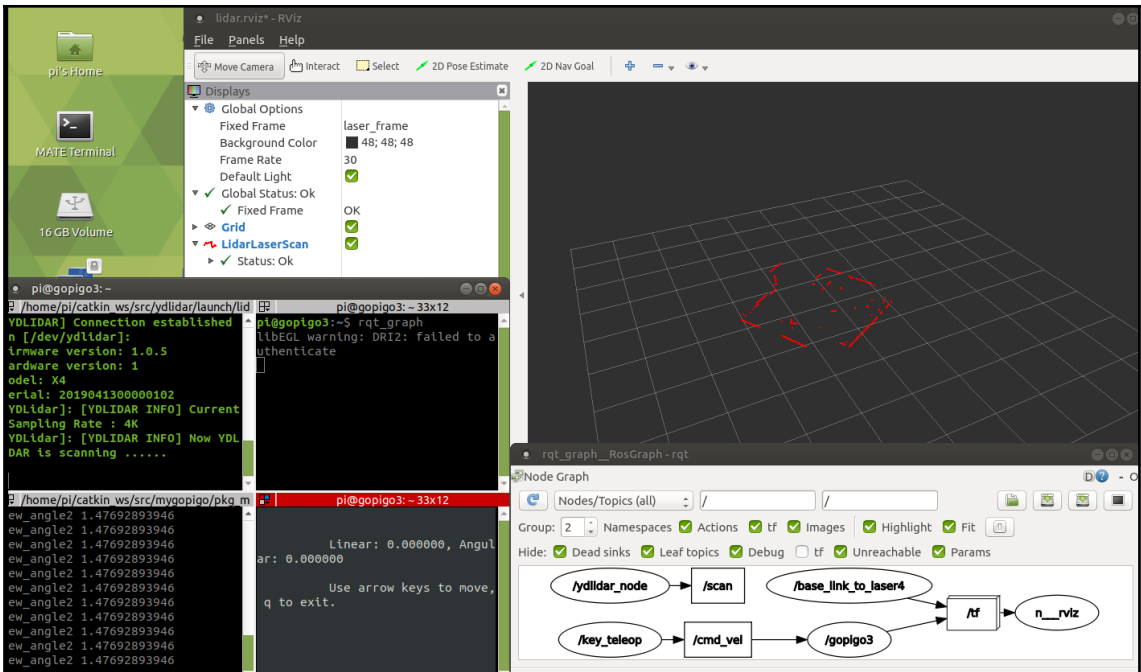 lidar.rviz* - RViz
File Panels Help
Move Camera Interact Select 2D Pose Estimate 2D Nav Goal
pi's Home
MATE Terminal
16 GB Volume
Displays
Global Options
Fixed Frame laser_frame
Background Color 48; 48; 48
Frame Rate 30
Default Light
Global Status: Ok
Fixed Frame OK
Grid
LidarLaserScan
Status: Ok
pi@gopigo3: ~
/home/pi/catkin_ws/src/ydlidar/launch/lid
YDLIDAR] Connection established
n [/dev/ydlidar]:
irmware version: 1.0.5
ardware version: 1
odel: X4
erial: 2019041300000102
YDLidar]: [YDLIDAR INFO] Current
Sampling Rate : 4K
YDLidar]: [YDLIDAR INFO] Now YDL
DAR is scanning ......
pi@gopigo3: ~ 33x12
pi@gopigo3:~$ rqt_graph
libEGL warning: DRI2: failed to a
uthenticate
/home/pi/catkin_ws/src/mygopigo/pkg_m
ew_angle2 1.47692893946
ew_angle2 1.47692893946
ew_angle2 1.47692893946
ew_angle2 1.47692893946
ew_angle2 1.47692893946
ew_angle2 1.47692893946
ew_angle2 1.47692893946
ew_angle2 1.47692893946
ew_angle2 1.47692893946
ew_angle2 1.47692893946
ew_angle2 1.47692893946
pi@gopigo3: ~ 33x12
Linear: 0.000000, Angul
ar: 0.000000
Use arrow keys to move,
q to exit.
rqt_graph__RosGraph - rqt
Node Graph
D - O
Nodes/Topics (all) / /
Group: 2 Namespaces Actions tf Images Highlight Fit
Hide: Dead sinks Leaf topics Debug tf Unreachable Params
/ydlidar_node /scan /base_link_to_laser4
/tf n__rviz
/key_teleop /cmd_vel /gopigo3